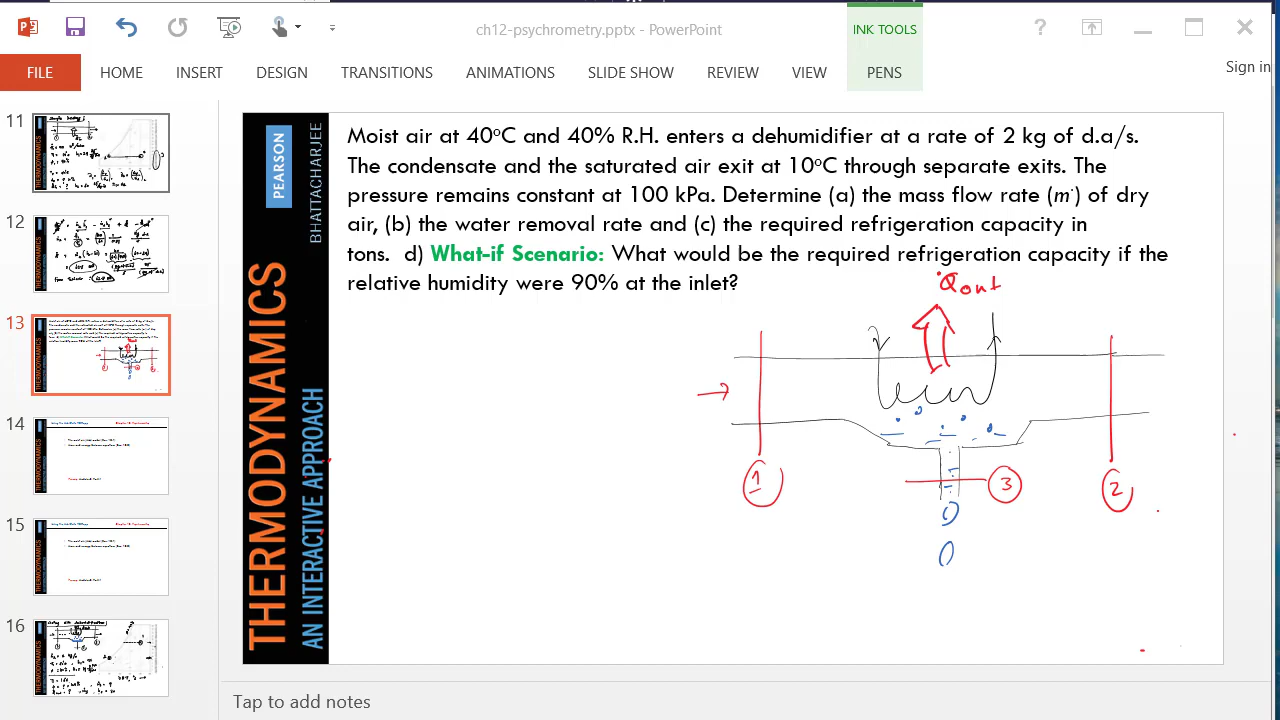 ch12-psychrometry.pptx - PowerPoint
INK TOOLS
?
FILE
HOME
INSERT
DESIGN
TRANSITIONS
ANIMATIONS
SLIDE SHOW
REVIEW
VIEW
PENS
Sign in
11
12
13
14
15
16
PEARSON
BHATTACHARJEE
THERMODYNAMICS
AN INTERACTIVE APPROACH
Moist air at 40°C and 40% R.H. enters a dehumidifier at a rate of 2 kg of d.a/s.
The condensate and the saturated air exit at 10°C through separate exits. The
pressure remains constant at 100 kPa. Determine (a) the mass flow rate (m˙) of dry
air, (b) the water removal rate and (c) the required refrigeration capacity in
tons. d) What-if Scenario: What would be the required refrigeration capacity if the
relative humidity were 90% at the inlet?
Q̇out
1
3
2
Tap to add notes